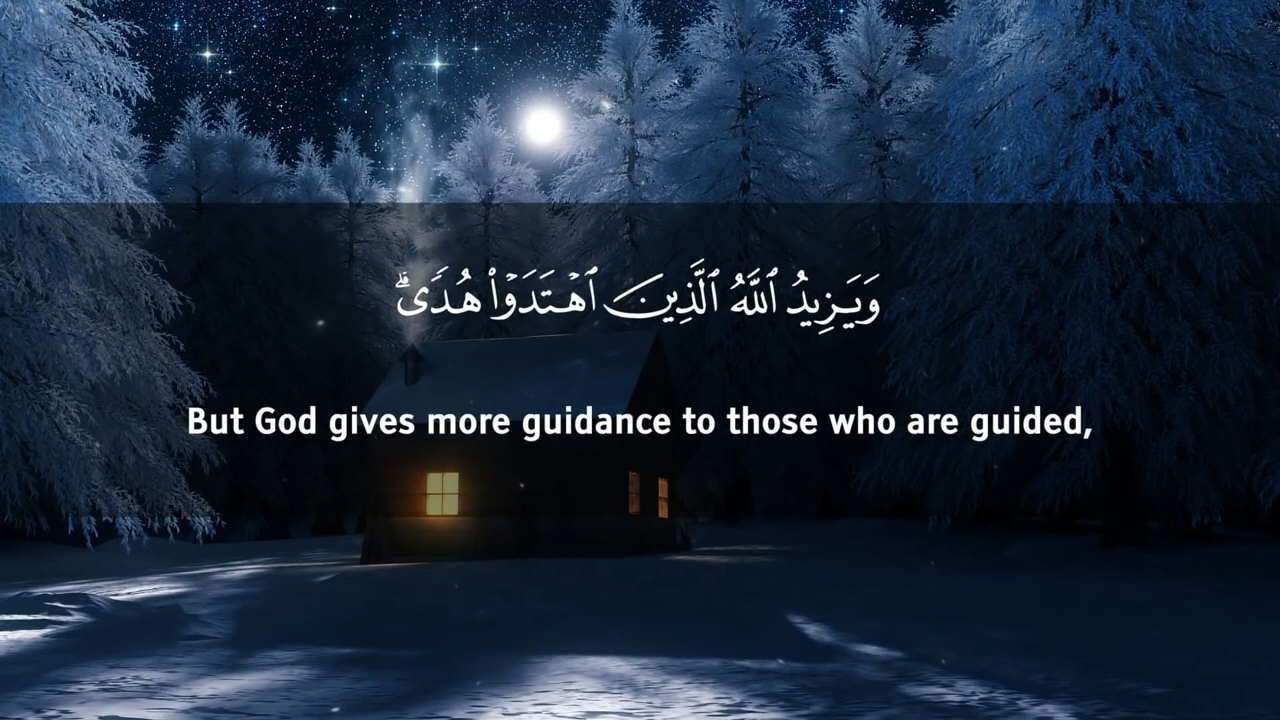 وَيَزِيدُ ٱللَّهُ ٱلَّذِينَ ٱهۡتَدَوۡاْ هُدٗىۗ
But God gives more guidance to those who are guided,